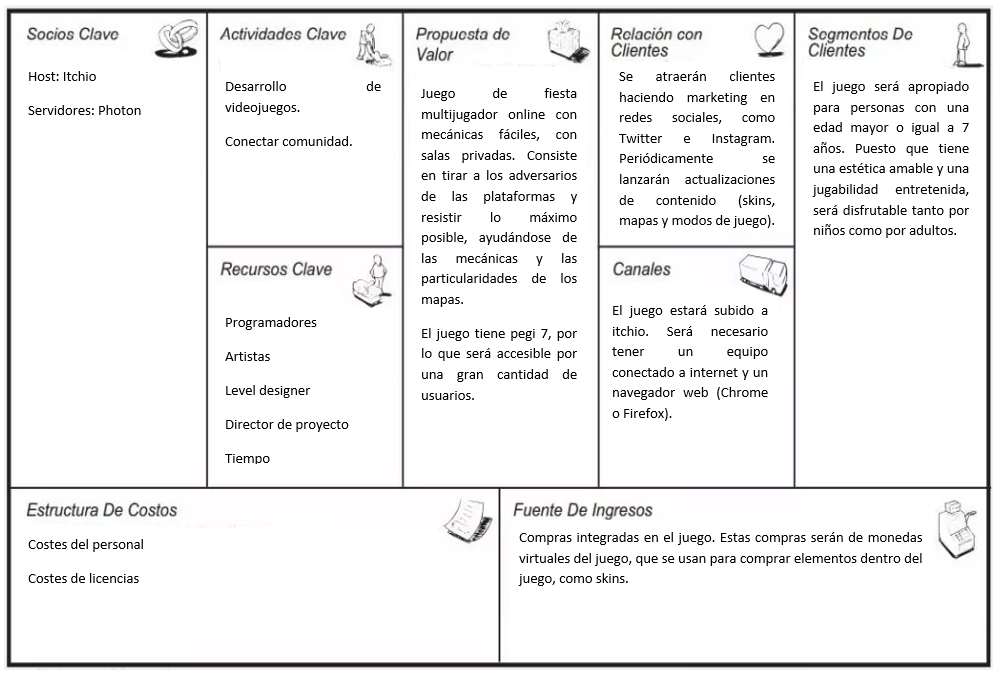 Socios Clave
Host: Itchio
Servidores: Photon
Actividades Clave
Desarrollo de
videojuegos.
Conectar comunidad.
Recursos Clave
Programadores
Artistas
Level designer
Director de proyecto
Tiempo
Propuesta de
Valor
Juego de fiesta
multijugador online con
mecánicas fáciles, con
salas privadas. Consiste
en tirar a los adversarios
de las plataformas y
resistir lo máximo
posible, ayudándose de
las mecánicas y las
particularidades de los
mapas.
El juego tiene pegi 7, por
lo que será accesible por
una gran cantidad de
usuarios.
Relación con
Clientes
Se atraerán clientes
haciendo marketing en
redes sociales, como
Twitter e Instagram.
Periódicamente se
lanzarán actualizaciones
de contenido (skins,
mapas y modos de juego).
Canales
El juego estará subido a
itchio. Será necesario
tener un equipo
conectado a internet y un
navegador web (Chrome
o Firefox).
Segmentos De
Clientes
El juego será apropiado
para personas con una
edad mayor o igual a 7
años. Puesto que tiene
una estética amable y una
jugabilidad entretenida,
será disfrutable tanto por
niños como por adultos.
Estructura De Costos
Costes del personal
Costes de licencias
Fuente De Ingresos
Compras integradas en el juego. Estas compras serán de monedas
virtuales del juego, que se usan para comprar elementos dentro del
juego, como skins.